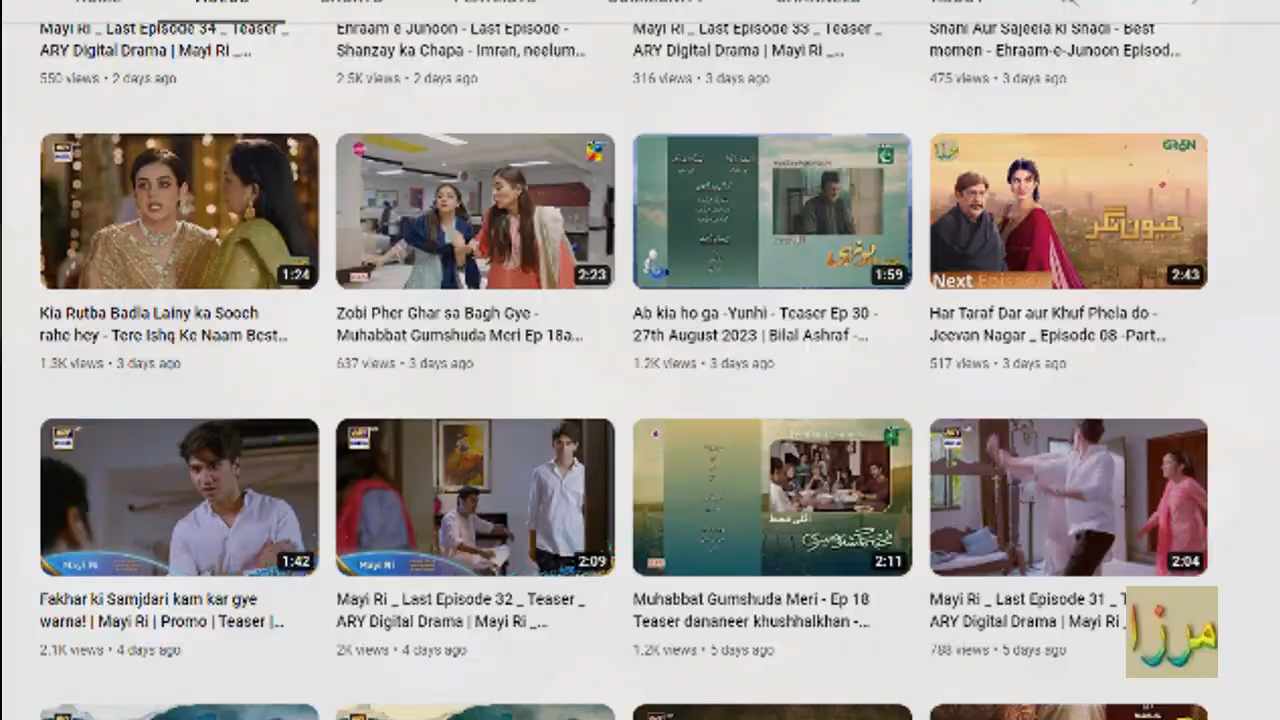 Mayi Ri _ Last Episode 34 _ Teaser _
ARY Digital Drama | Mayi Ri _...
550 views • 2 days ago
Ehraam e Junoon - Last Episode -
Shanzay ka Chapa - Imran, neelum...
2.5K views • 2 days ago
Mayi Ri _ Last Episode 33 _ Teaser _
ARY Digital Drama | Mayi Ri _...
316 views • 3 days ago
Shani Aur Sajeela ki Shadi - Best
momen - Ehraam-e-Junoon Episod...
475 views • 3 days ago
1:24
Kia Rutba Badla Lainy ka Sooch
rahe hey - Tere Ishq Ke Naam Best...
1.3K views • 3 days ago
2:23
Zobi Pher Ghar sa Bagh Gye -
Muhabbat Gumshuda Meri Ep 18a...
637 views • 3 days ago
1:59
Ab kia ho ga -Yunhi - Teaser Ep 30 -
27th August 2023 | Bilal Ashraf -...
1.2K views • 3 days ago
GREEN
جیون نگر
Next Episode
2:43
Har Taraf Dar aur Khuf Phela do -
Jeevan Nagar _ Episode 08 -Part...
517 views • 3 days ago
Mayi Ri
1:42
Fakhar ki Samjdari kam kar gye
warna! | Mayi Ri | Promo | Teaser |...
2.1K views • 4 days ago
Mayi Ri
2:09
Mayi Ri _ Last Episode 32 _ Teaser _
ARY Digital Drama | Mayi Ri _...
2K views • 4 days ago
اگلی قسط
2:11
Muhabbat Gumshuda Meri - Ep 18
Teaser dananeer khushhalkhan -...
1.2K views • 5 days ago
2:04
Mayi Ri _ Last Episode 31 _
ARY Digital Drama | Mayi Ri
788 views • 5 days ago
مرزا